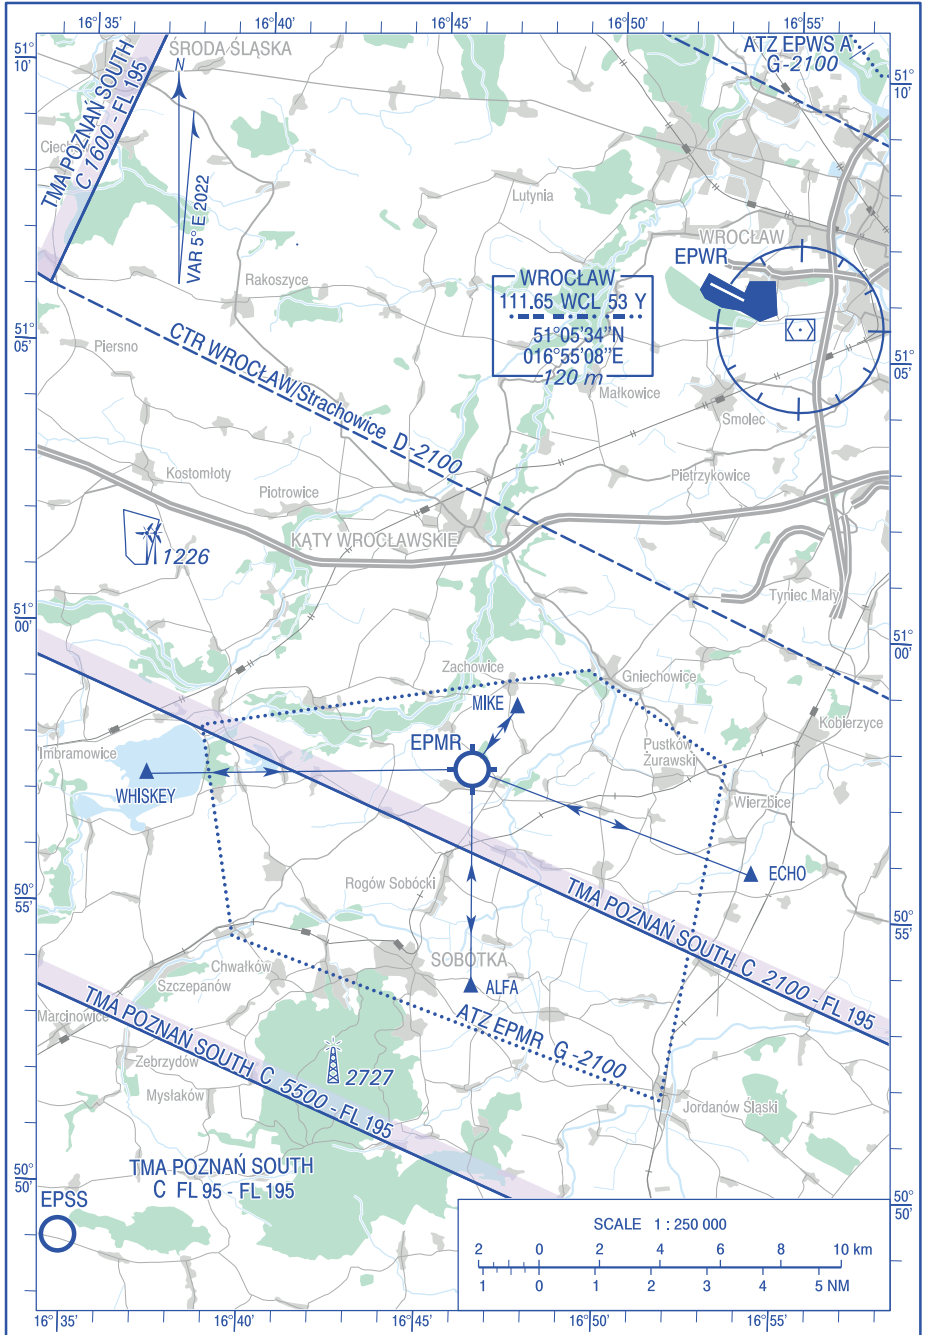 16°35'
16°40'
16°45'
16°50'
16°55'
51°
10'
51°
10'
ŚRODA ŚLĄSKA
N
ATZ EPWS A
G-2100
TMA POZNAŃ SOUTH
C 1600 - FL 195
VAR 5° E 2022
Lutynia
WROCŁAW
EPWR
Rakoszyce
WROCŁAW
111.65 WCL 53 Y
51°05'34"N
016°55'08"E
120 m
51°
05'
51°
05'
Piersno
CTR WROCŁAW/Strachowice D-2100
Małkowice
Smolec
Kostomłoty
Piotrowice
Pietrzykowice
KĄTY WROCŁAWSKIE
1226
Tyniec Mały
51°
00'
51°
00'
Zachowice
Gniechowice
MIKE
Kobierzyce
EPMR
Pustków
Żurawski
Imbramowice
WHISKEY
Wierzbice
ECHO
Rogów Sobócki
50°
55'
50°
55'
TMA POZNAŃ SOUTH C 2100 - FL 195
SOBOTKA
Chwałków
Szczepanów
ALFA
Marcinowice
TMA POZNAŃ SOUTH C 5500 - FL 195
ATZ EPMR G-2100
Zebrzydów
2727
Mysłaków
Jordanów Śląski
TMA POZNAŃ SOUTH
C FL 95 - FL 195
50°
50'
50°
50'
EPSS
SCALE 1 : 250 000
2 0 2 4 6 8 10 km
1 0 1 2 3 4 5 NM
16°35'
16°40'
16°45'
16°50'
16°55'